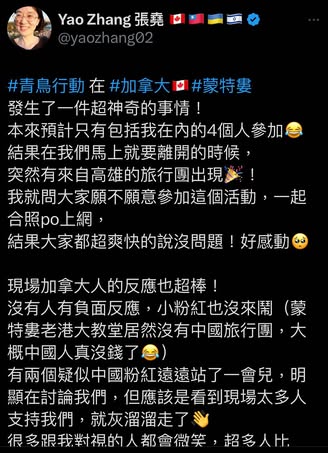 Yao Zhang 張堯 🇨🇦🇹🇼🇺🇦🇮🇱
@yaozhang02
#青鳥行動 在 #加拿大🇨🇦#蒙特婁
發生了一件超神奇的事情！
本來預計只有包括我在內的4個人參加😂
結果在我們馬上就要離開的時候，
突然有來自高雄的旅行團出現🎉！
我就問大家願不願意參加這個活動，一起
合照po上網，
結果大家都超爽快的說沒問題！好感動🥹
現場加拿大人的反應也超棒！
沒有人有負面反應，小粉紅也沒來鬧（蒙
特婁老港大教堂居然沒有中國旅行團，大
概中國人真沒錢了😂）
有兩個疑似中國粉紅遠遠站了一會兒，明
顯在討論我們，但應該是看到現場太多人
支持我們，就灰溜溜走了👋
很多跟我對視的人都會微笑，超多人比